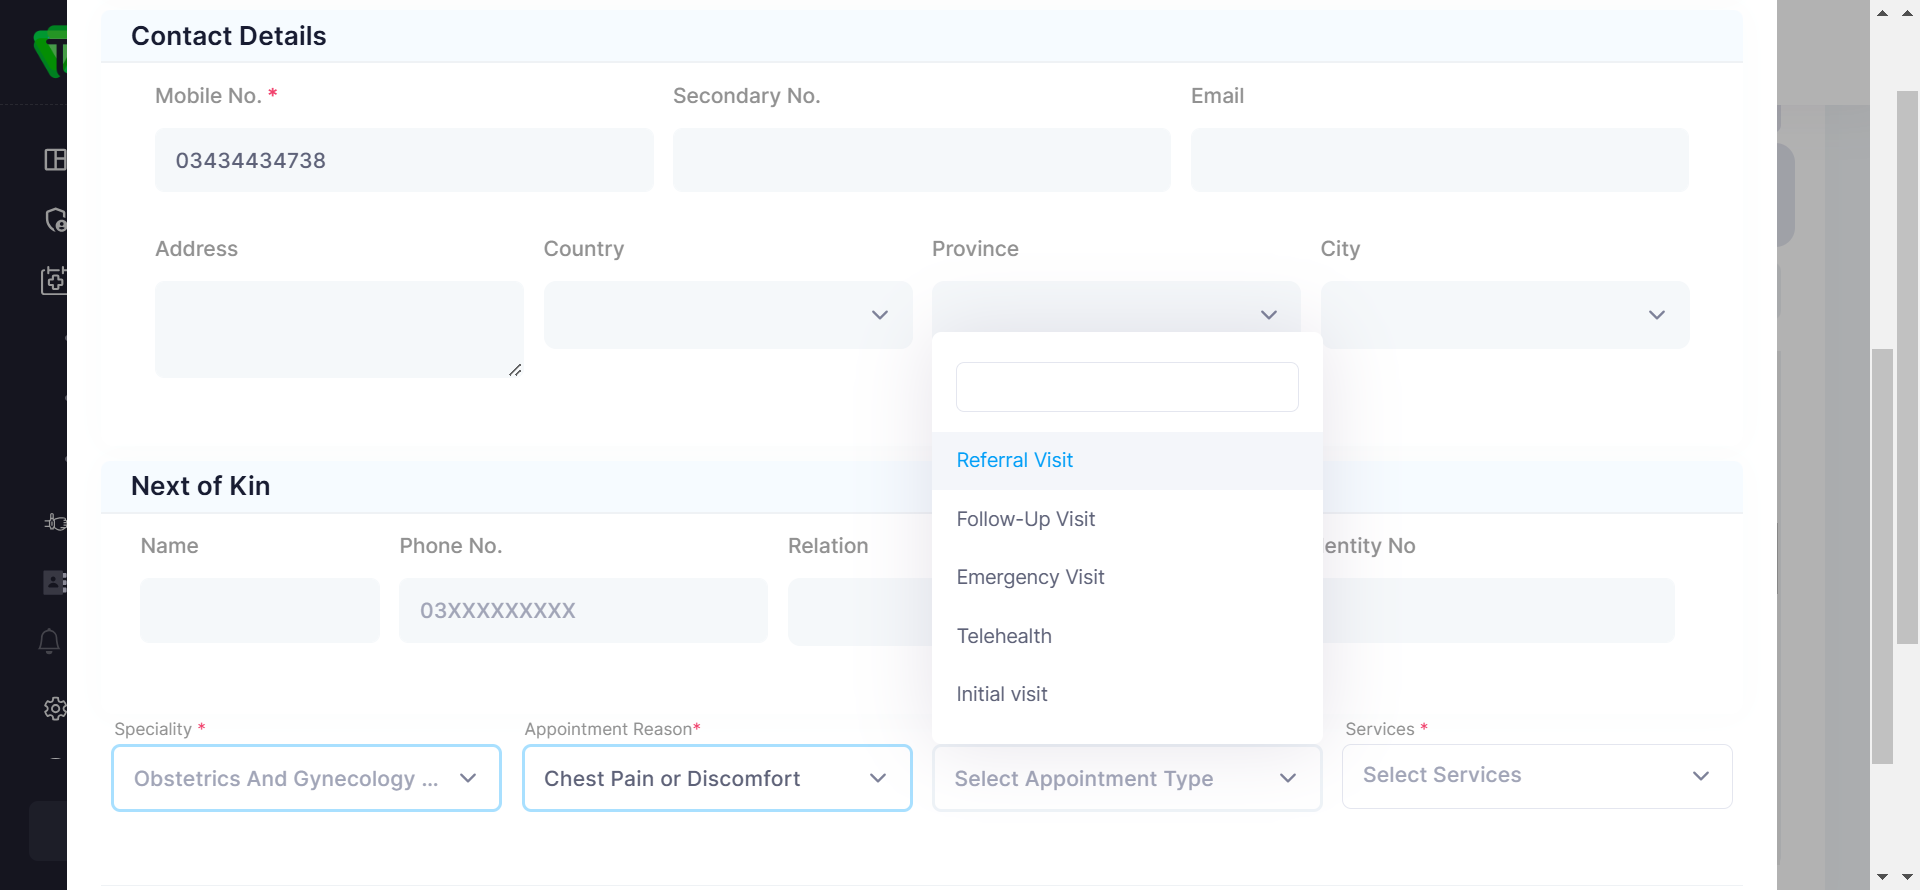 Contact Details
Mobile No. *
Secondary No.
Email
03434434738
Address
Country
Province
City
Referral Visit
Next of Kin
Follow-Up Visit
Name
Phone No.
Relation
entity No
Emergency Visit
03XXXXXXXXX
Telehealth
Initial visit
Speciality *
Appointment Reason*
Services *
Obstetrics And Gynecology ...
Chest Pain or Discomfort
Select Appointment Type
Select Services